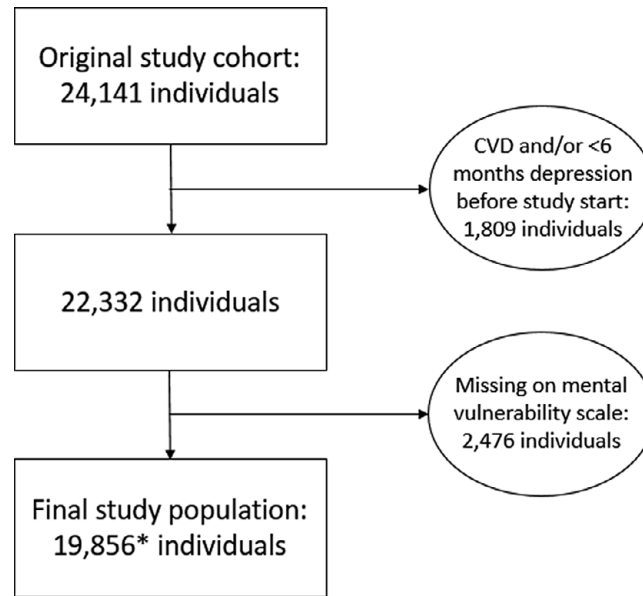 Original study cohort:
24,141 individuals
CVD and/or <6
months depression
before study start:
1,809 individuals
22,332 individuals
Missing on mental
vulnerability scale:
2,476 individuals
Final study population:
19,856* individuals